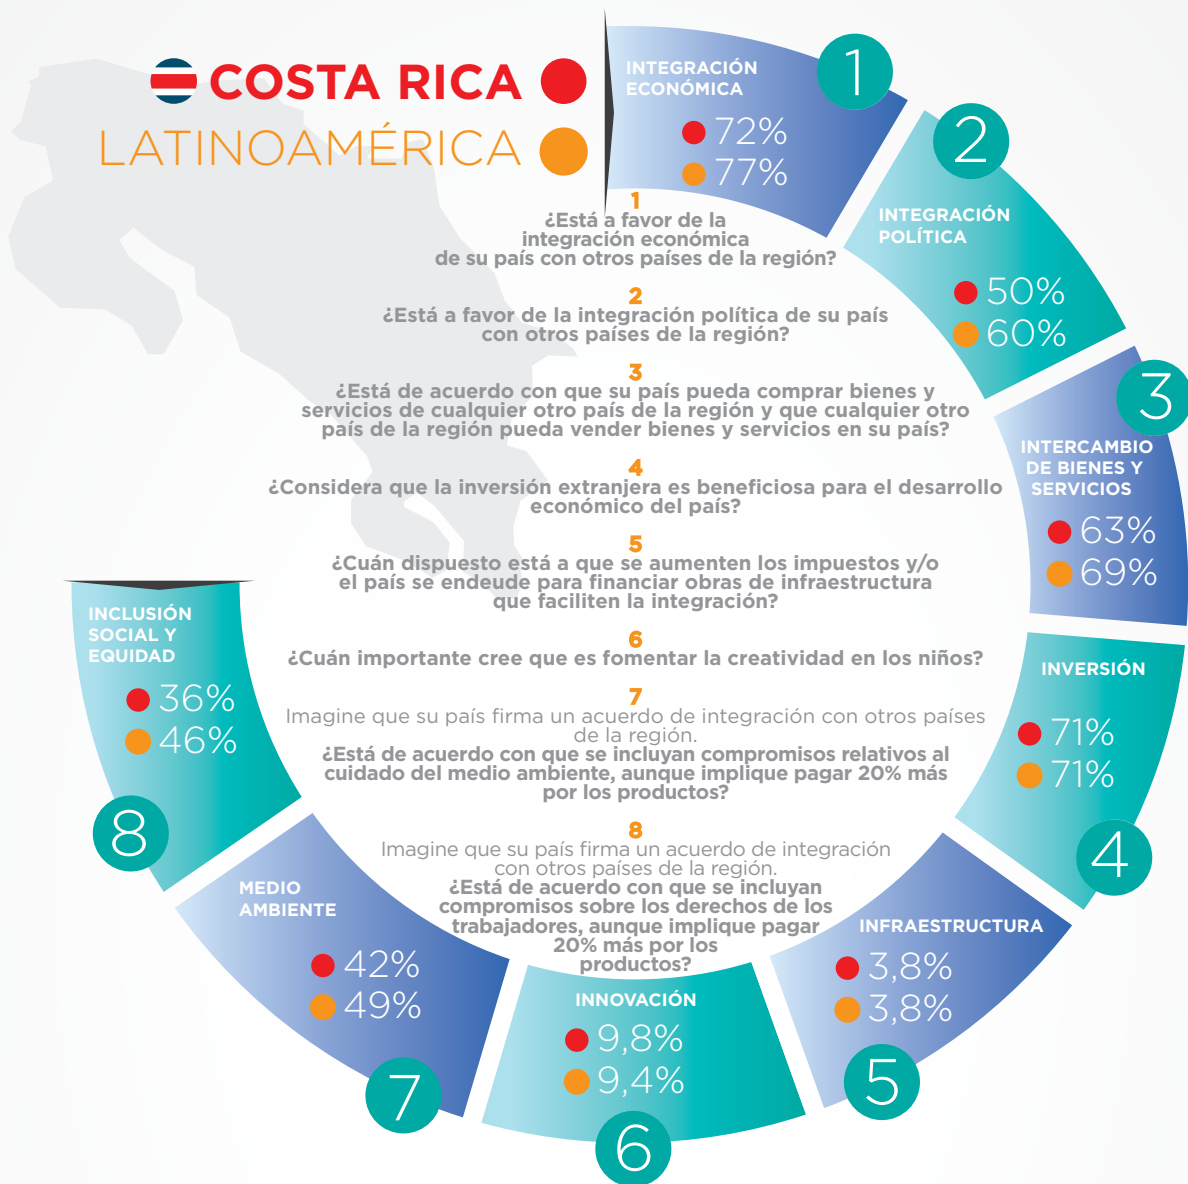 COSTA RICA
LATINOAMÉRICA
INTEGRACIÓN
ECONÓMICA
72%
77%
1
2
INTEGRACIÓN
POLÍTICA
50%
60%
3
INTERCAMBIO
DE BIENES Y
SERVICIOS
63%
69%
INVERSIÓN
71%
71%
4
INFRAESTRUCTURA
3,8%
3,8%
5
INNOVACIÓN
9,8%
9,4%
6
MEDIO
AMBIENTE
42%
49%
7
INCLUSIÓN
SOCIAL Y
EQUIDAD
36%
46%
8
1
¿Está a favor de la
integración económica
de su país con otros países de la región?
2
¿Está a favor de la integración política de su país
con otros países de la región?
3
¿Está de acuerdo con que su país pueda comprar bienes y
servicios de cualquier otro país de la región y que cualquier otro
país de la región pueda vender bienes y servicios en su país?
4
¿Considera que la inversión extranjera es beneficiosa para el desarrollo
económico del país?
5
¿Cuán dispuesto está a que se aumenten los impuestos y/o
el país se endeude para financiar obras de infraestructura
que faciliten la integración?
6
¿Cuán importante cree que es fomentar la creatividad en los niños?
7
Imagine que su país firma un acuerdo de integración con otros países
de la región.
¿Está de acuerdo con que se incluyan compromisos relativos al
cuidado del medio ambiente, aunque implique pagar 20% más
por los productos?
8
Imagine que su país firma un acuerdo de integración
con otros países de la región.
¿Está de acuerdo con que se incluyan
compromisos sobre los derechos de los
trabajadores, aunque implique pagar
20% más por los
productos?